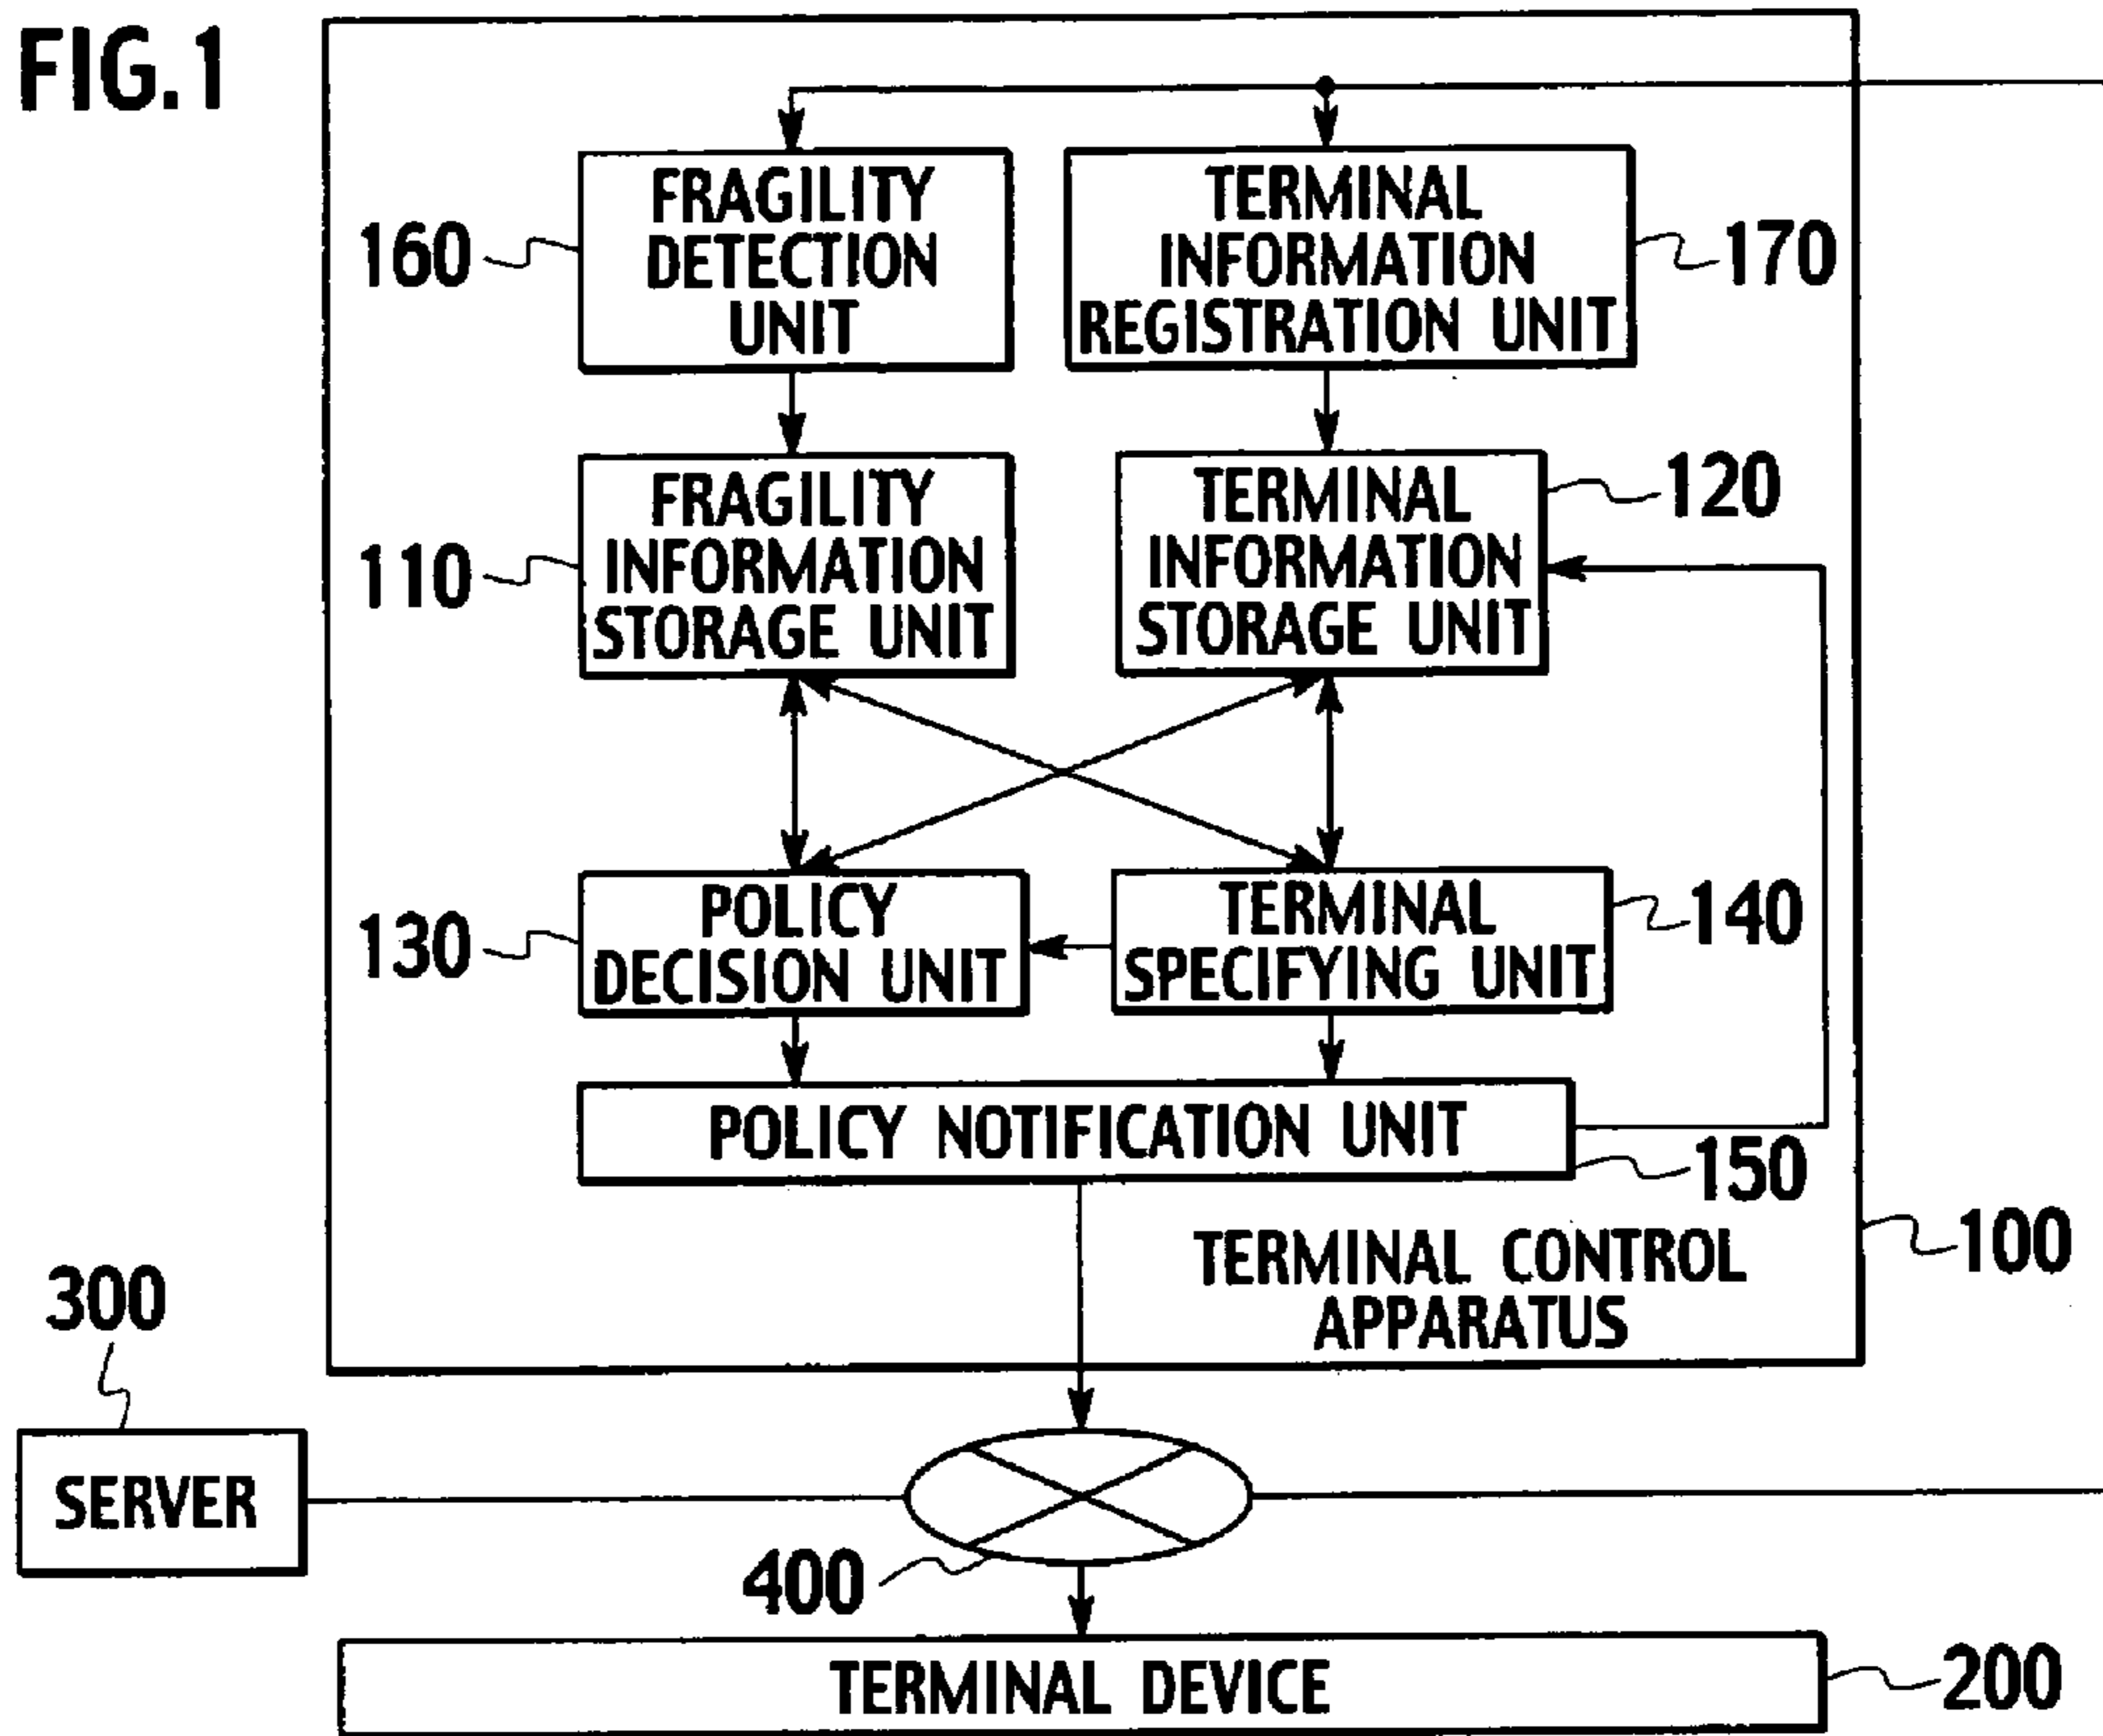 FIG.1
FRAGILITY
DETECTION
UNIT
160
TERMINAL
INFORMATION
REGISTRATION UNIT
170
FRAGILITY
INFORMATION
STORAGE UNIT
110
TERMINAL
INFORMATION
STORAGE UNIT
120
POLICY
DECISION UNIT
130
TERMINAL
SPECIFYING UNIT
140
POLICY NOTIFICATION UNIT
150
TERMINAL CONTROL
APPARATUS
100
300
SERVER
400
TERMINAL DEVICE
200